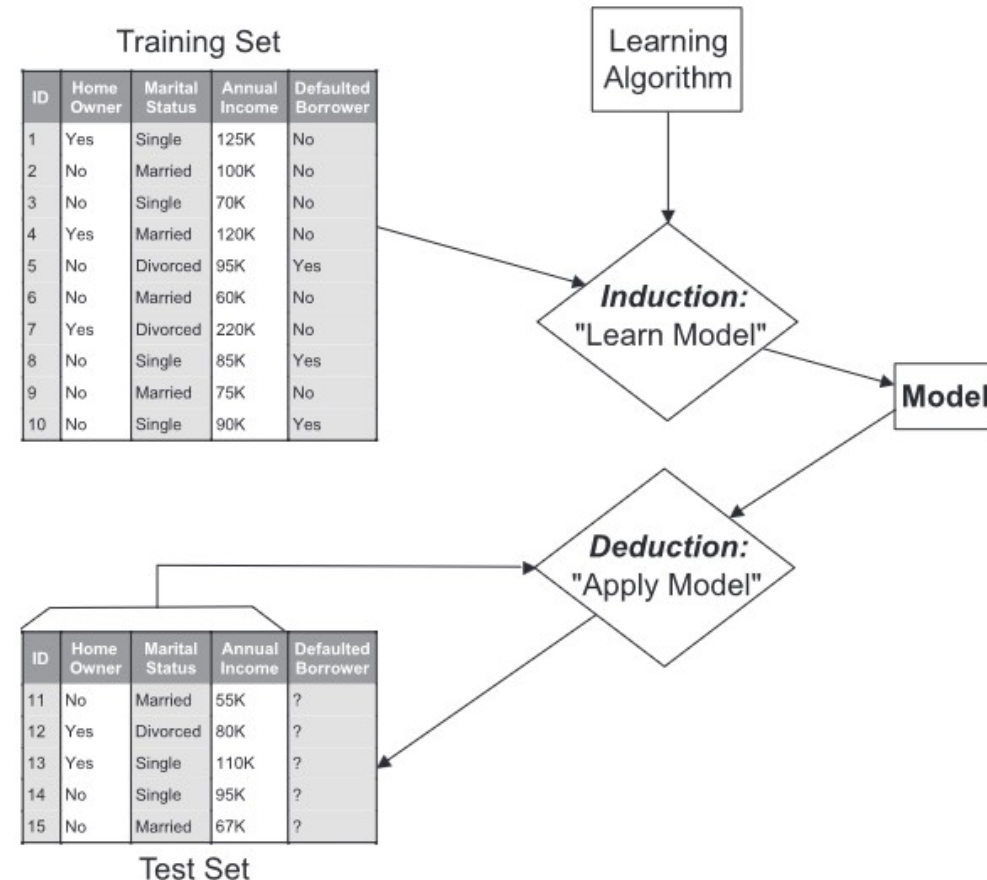 Training Set
ID Home Owner Marital Status Annual Income Defaulted Borrower
1 Yes Single 125K No
2 No Married 100K No
3 No Single 70K No
4 Yes Married 120K No
5 No Divorced 95K Yes
6 No Married 60K No
7 Yes Divorced 220K No
8 No Single 85K Yes
9 No Married 75K No
10 No Single 90K Yes
Learning
Algorithm
Induction:
"Learn Model"
Model
Deduction:
"Apply Model"
ID Home Owner Marital Status Annual Income Defaulted Borrower
11 No Married 55K ?
12 Yes Divorced 80K ?
13 Yes Single 110K ?
14 No Single 95K ?
15 No Married 67K ?
Test Set